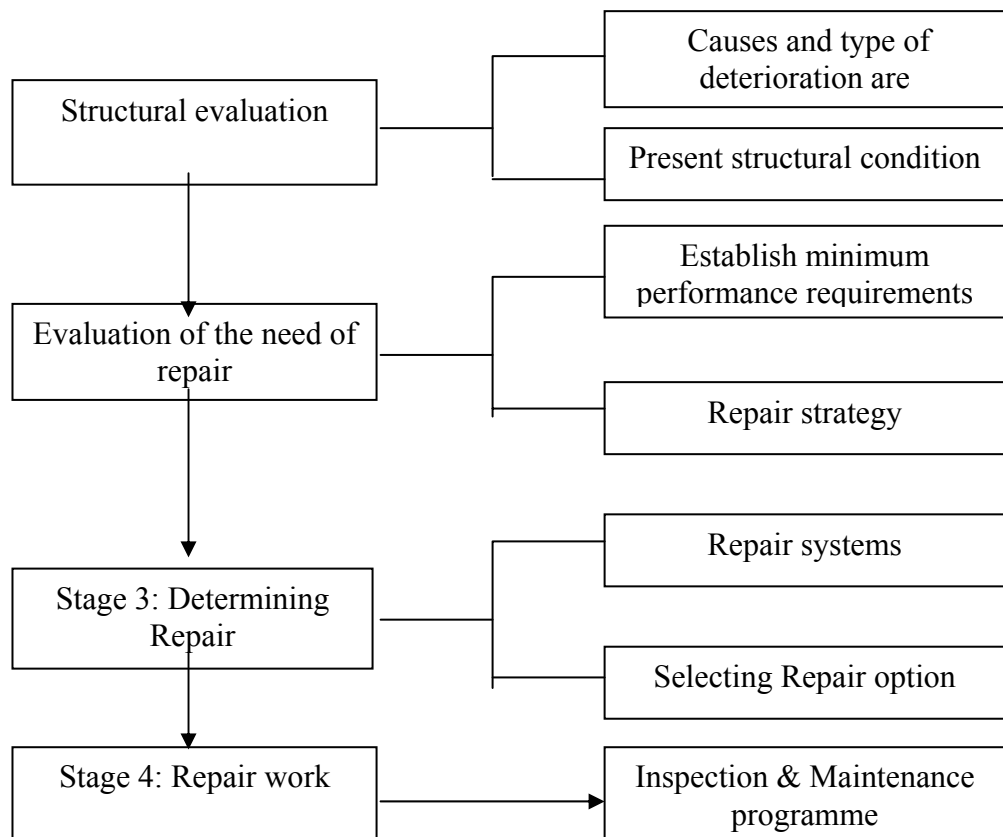 Structural evaluation
Causes and type of
deterioration are
Present structural condition
Evaluation of the need of
repair
Establish minimum
performance requirements
Repair strategy
Stage 3: Determining
Repair
Repair systems
Selecting Repair option
Stage 4: Repair work
Inspection & Maintenance
programme